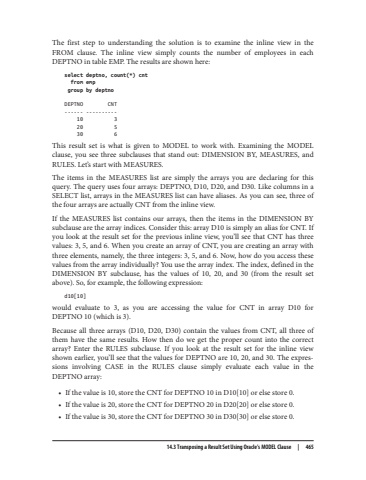 The first step to understanding the solution is to examine the inline view in the
FROM clause. The inline view simply counts the number of employees in each
DEPTNO in table EMP. The results are shown here:
select deptno, count(*) cnt
from emp
group by deptno
DEPTNO CNT
------ ----------
10 3
20 5
30 6
This result set is what is given to MODEL to work with. Examining the MODEL
clause, you see three subclauses that stand out: DIMENSION BY, MEASURES, and
RULES. Let's start with MEASURES.
The items in the MEASURES list are simply the arrays you are declaring for this
query. The query uses four arrays: DEPTNO, D10, D20, and D30. Like columns in a
SELECT list, arrays in the MEASURES list can have aliases. As you can see, three of
the four arrays are actually CNT from the inline view.
If the MEASURES list contains our arrays, then the items in the DIMENSION BY
subclause are the array indices. Consider this: array D10 is simply an alias for CNT. If
you look at the result set for the previous inline view, you'll see that CNT has three
values: 3, 5, and 6. When you create an array of CNT, you are creating an array with
three elements, namely, the three integers: 3, 5, and 6. Now, how do you access these
values from the array individually? You use the array index. The index, defined in the
DIMENSION BY subclause, has the values of 10, 20, and 30 (from the result set
above). So, for example, the following expression:
d10[10]
would evaluate to 3, as you are accessing the value for CNT in array D10 for
DEPTNO 10 (which is 3).
Because all three arrays (D10, D20, D30) contain the values from CNT, all three of
them have the same results. How then do we get the proper count into the correct
array? Enter the RULES subclause. If you look at the result set for the inline view
shown earlier, you'll see that the values for DEPTNO are 10, 20, and 30. The expres-
sions involving CASE in the RULES clause simply evaluate each value in the
DEPTNO array:
• If the value is 10, store the CNT for DEPTNO 10 in D10[10] or else store 0.
• If the value is 20, store the CNT for DEPTNO 20 in D20[20] or else store 0.
• If the value is 30, store the CNT for DEPTNO 30 in D30[30] or else store 0.
14.3 Transposing a Result Set Using Oracle's MODEL Clause | 465